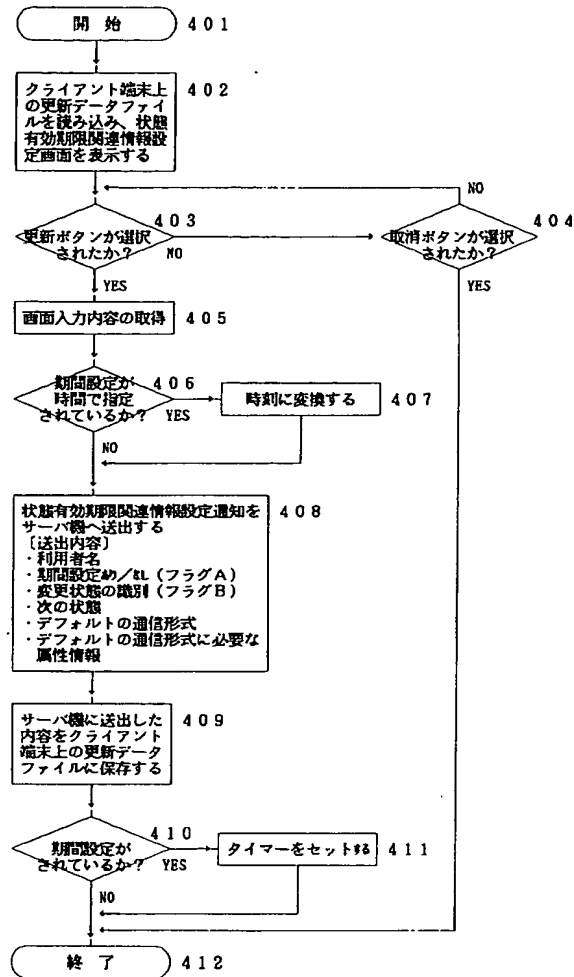 開 始 401
クライアント端末上 402
の更新データファイ
ルを読み込み、状態
有効期限関連情報設
定画面を表示する
NO
403
更新ボタンが選択
されたか？
NO
YES
404
取消ボタンが選択
されたか？
YES
画面入力内容の取得 405
406
期間設定が
時間で指定
されているか？
YES
時刻に変換する 407
NO
状態有効期限関連情報設定通知を 408
サーバ機へ送出する
〔送出内容〕
・利用者名
・期間設定あり／なし（フラグA）
・変更状態の識別（フラグB）
・次の状態
・デフォルトの通信形式
・デフォルトの通信形式に必要な
属性情報
サーバ機に送出した 409
内容をクライアント
端末上の更新データ
ファイルに保存する
410
期間設定が
されているか？
YES
タイマーをセットする 411
NO
終 了 412